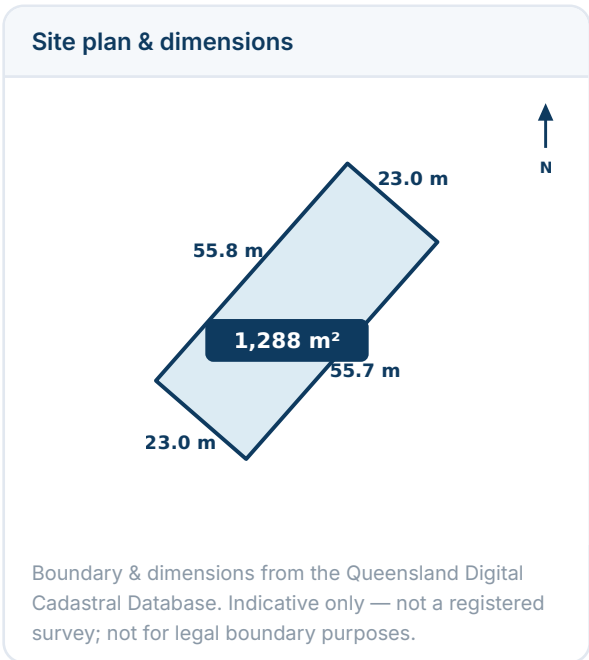 Site plan & dimensions
N
23.0 m
55.8 m
1,288 m²
55.7 m
23.0 m
Boundary & dimensions from the Queensland Digital
Cadastral Database. Indicative only — not a registered
survey; not for legal boundary purposes.